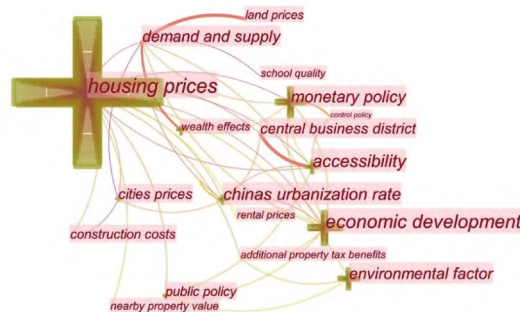 land prices
demand and supply
school quality
housing prices
monetary policy
control policy
wealth effects
central business district
accessibility
cities prices
chinas urbanization rate
rental prices
economic development
construction costs
additional property tax benefits
environmental factor
public policy
nearby property value